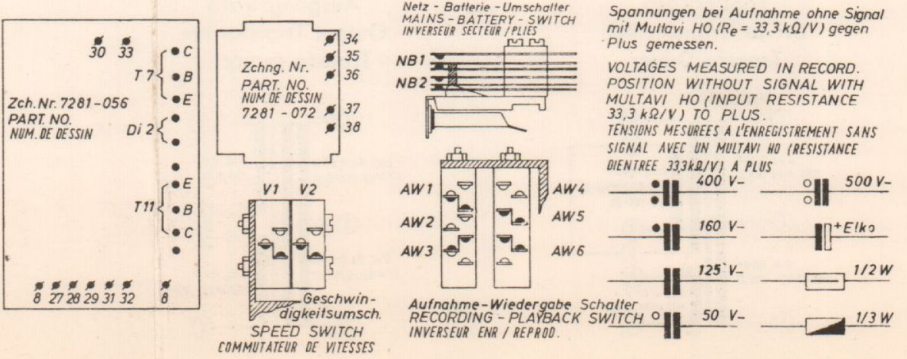 30 33
C
T7 B
E
Zch. Nr. 7281-056
PART. NO.
NUM. DE DESSIN
Di 2
E
T11 B
C
8 27 28 29 31 32 8
34
35
36
37
38
Zchng. Nr.
PART. NO.
NUM. DE DESSIN
7281-072
V1 V2
Geschwin-
digkeitsumsch.
SPEED SWITCH
COMMUTATEUR DE VITESSES
Netz - Batterie - Umschalter
MAINS - BATTERY - SWITCH
INVERSEUR SECTEUR /PLIES
NB1
NB2
AW1 AW4
AW2 AW5
AW3 AW6
Aufnahme-Wiedergabe Schalter
RECORDING - PLAYBACK SWITCH
INVERSEUR ENR / REPROD.
Spannungen bei Aufnahme ohne Signal
mit Multavi HO (Re = 33,3 kΩ/V) gegen
Plus gemessen.
VOLTAGES MEASURED IN RECORD.
POSITION WITHOUT SIGNAL WITH
MULTAVI HO (INPUT RESISTANCE
33,3 kΩ/V) TO PLUS.
TENSIONS MESUREES A L'ENREGISTREMENT SANS
SIGNAL AVEC UN MULTAVI HO (RESISTANCE
DIENTREE 33,3kΩ/V) A PLUS
400 V- 500 V-
160 V- +Elko
125 V- 1/2 W
50 V- 1/3 W